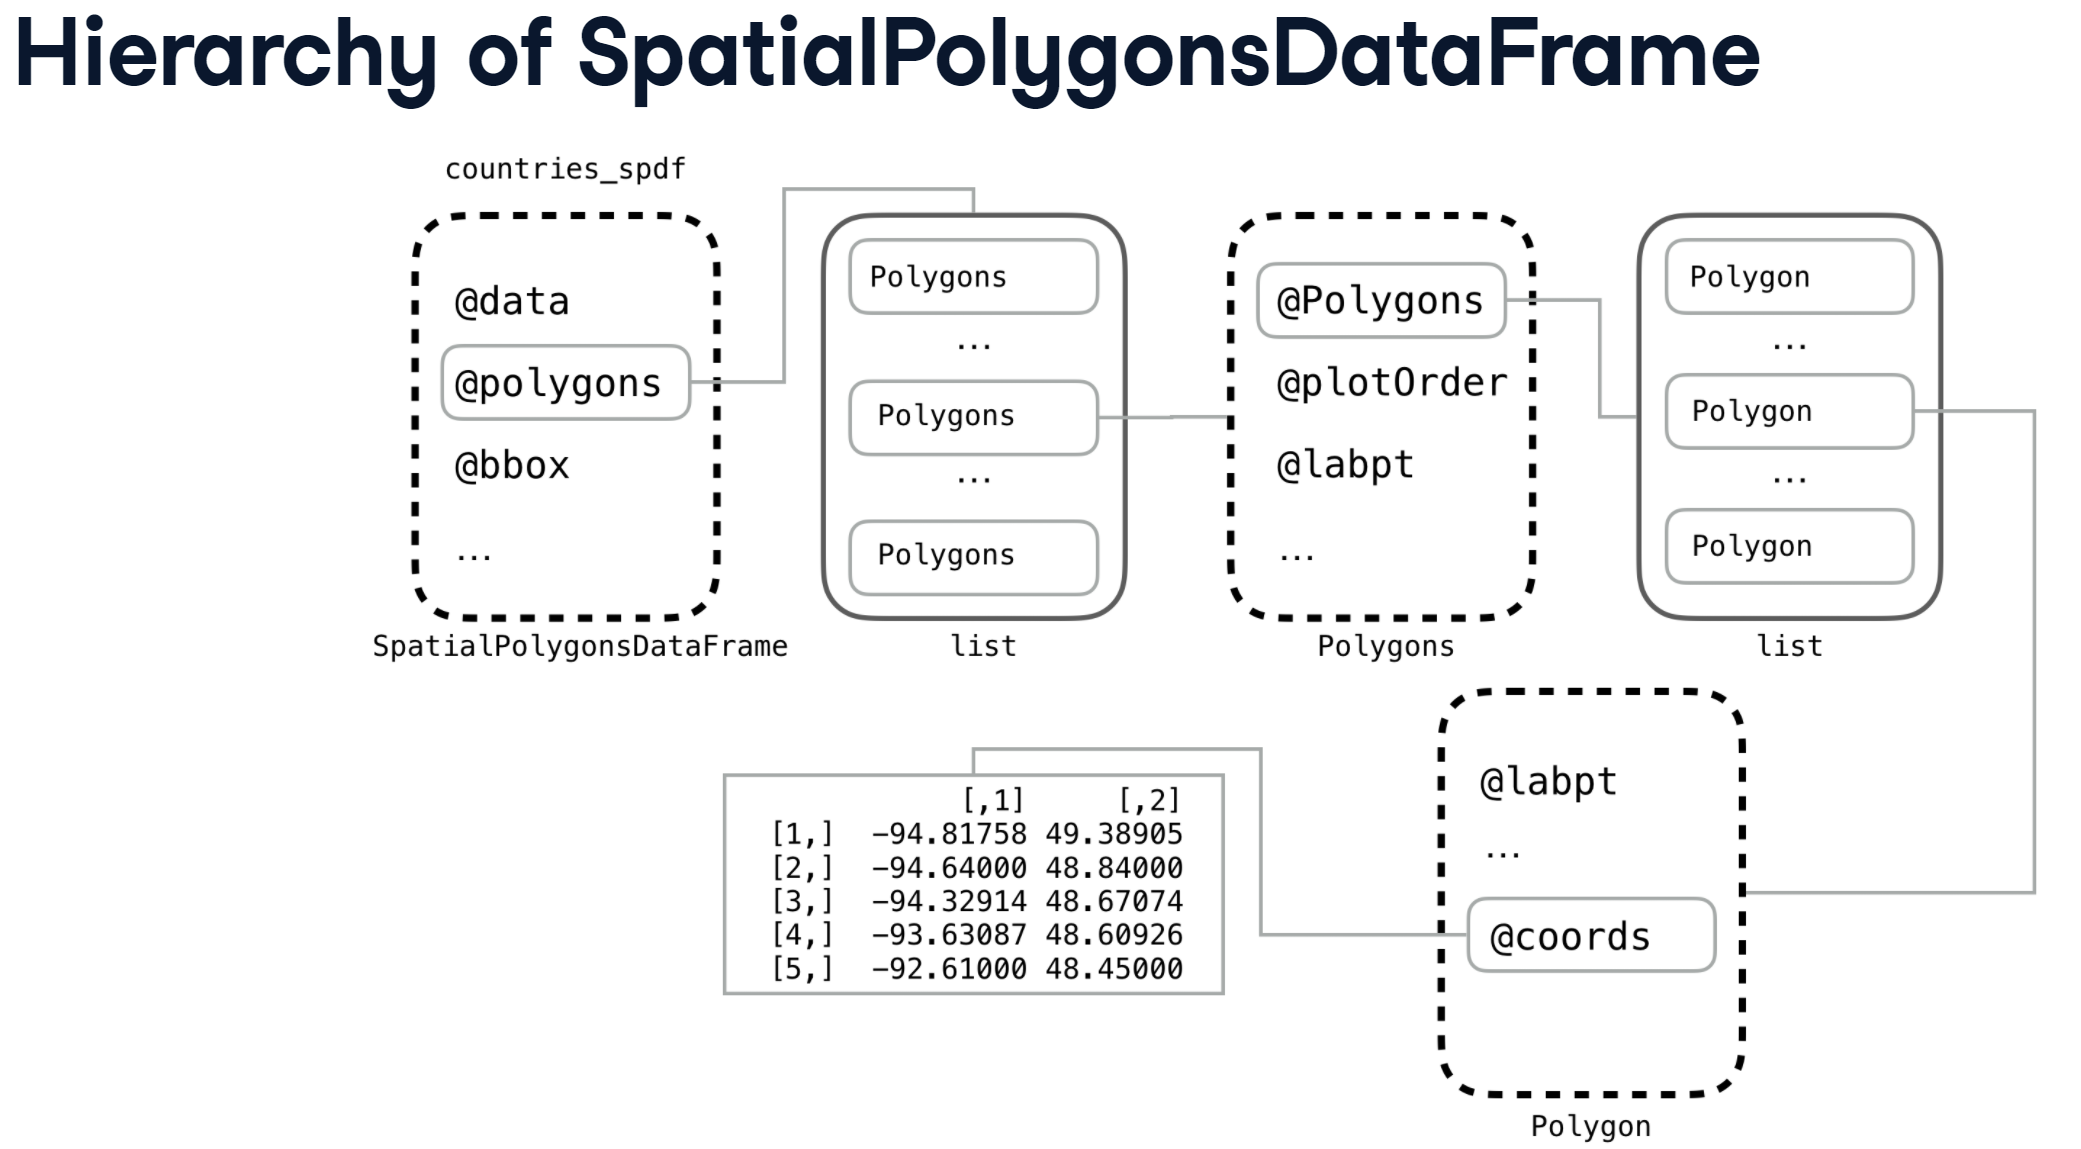 Hierarchy of SpatialPolygonsDataFrame
countries_spdf
@data
@polygons
@bbox
...
SpatialPolygonsDataFrame
Polygons
...
Polygons
...
Polygons
list
@Polygons
@plotOrder
@labpt
...
Polygons
Polygon
...
Polygon
...
Polygon
list
@labpt
...
@coords
Polygon
[,1] [,2]
[1,] -94.81758 49.38905
[2,] -94.64000 48.84000
[3,] -94.32914 48.67074
[4,] -93.63087 48.60926
[5,] -92.61000 48.45000